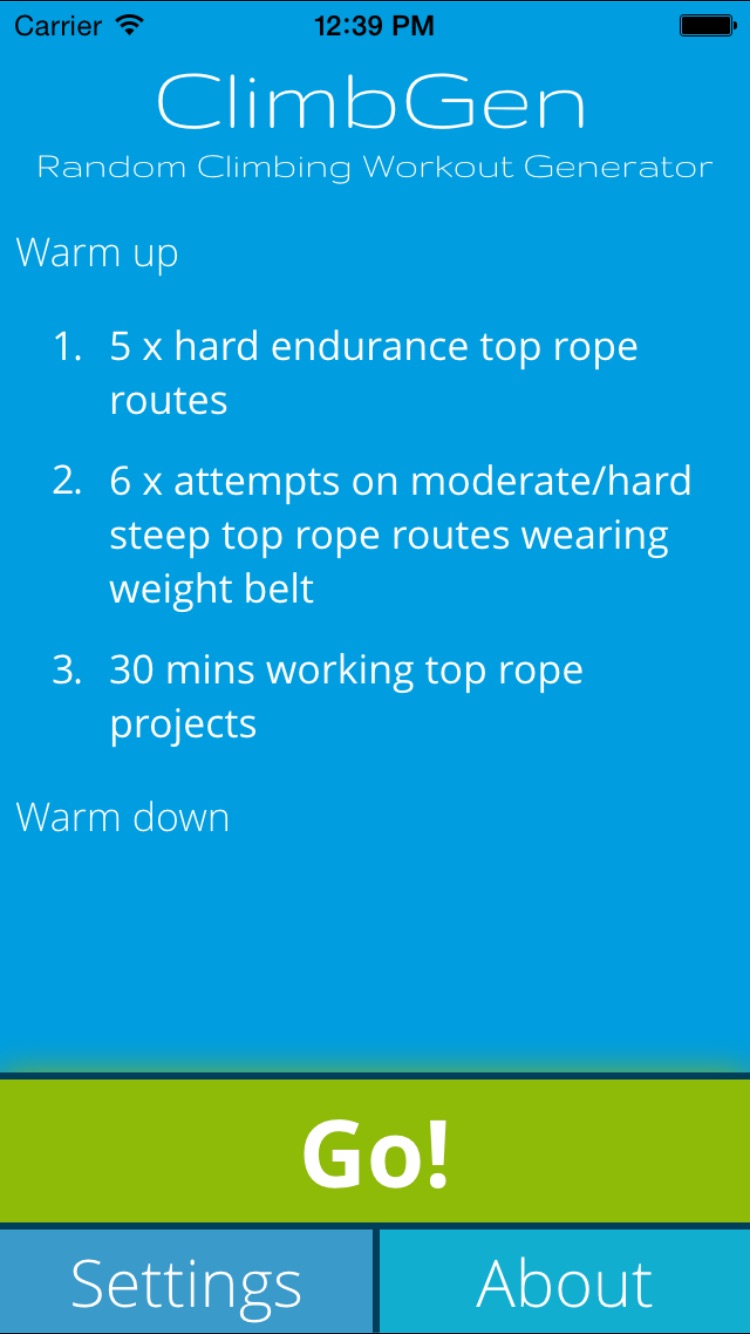 Carrier 12:39 PM
ClimbGen
Random Climbing Workout Generator
Warm up
1. 5 x hard endurance top rope
routes
2. 6 x attempts on moderate/hard
steep top rope routes wearing
weight belt
3. 30 mins working top rope
projects
Warm down
Go!
Settings About